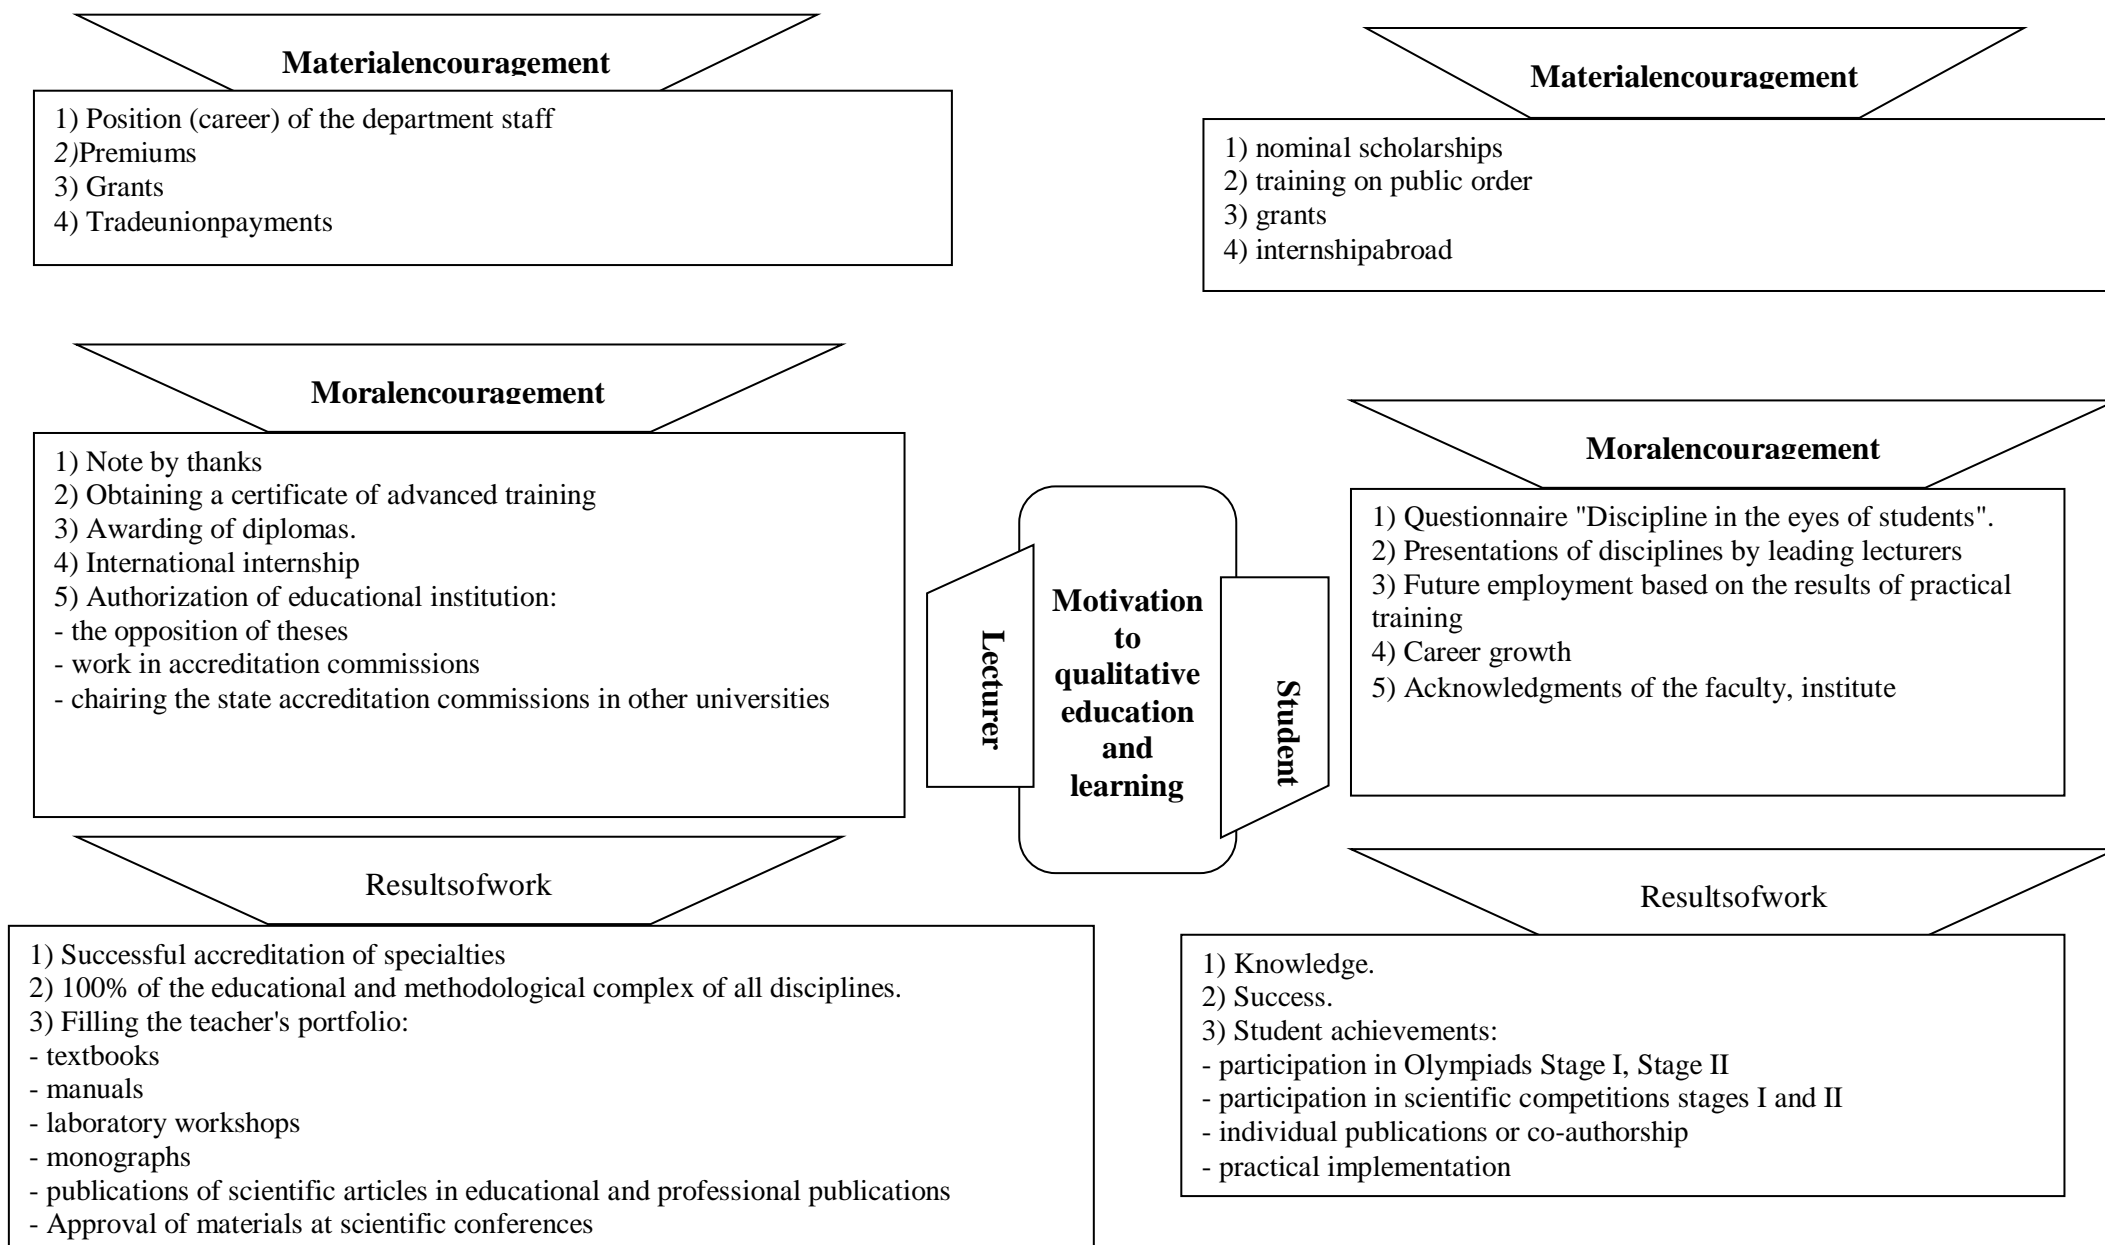 Materialencouragement
1) Position (career) of the department staff
2)Premiums
3) Grants
4) Tradeunionpayments
Moralencouragement
1) Note by thanks
2) Obtaining a certificate of advanced training
3) Awarding of diplomas.
4) International internship
5) Authorization of educational institution:
- the opposition of theses
- work in accreditation commissions
- chairing the state accreditation commissions in other universities
Resultsofwork
1) Successful accreditation of specialties
2) 100% of the educational and methodological complex of all disciplines.
3) Filling the teacher's portfolio:
- textbooks
- manuals
- laboratory workshops
- monographs
- publications of scientific articles in educational and professional publications
- Approval of materials at scientific conferences
Lecturer
Motivation
to
qualitative
education
and
learning
Student
Materialencouragement
1) nominal scholarships
2) training on public order
3) grants
4) internshipabroad
Moralencouragement
1) Questionnaire "Discipline in the eyes of students".
2) Presentations of disciplines by leading lecturers
3) Future employment based on the results of practical
training
4) Career growth
5) Acknowledgments of the faculty, institute
Resultsofwork
1) Knowledge.
2) Success.
3) Student achievements:
- participation in Olympiads Stage I, Stage II
- participation in scientific competitions stages I and II
- individual publications or co-authorship
- practical implementation